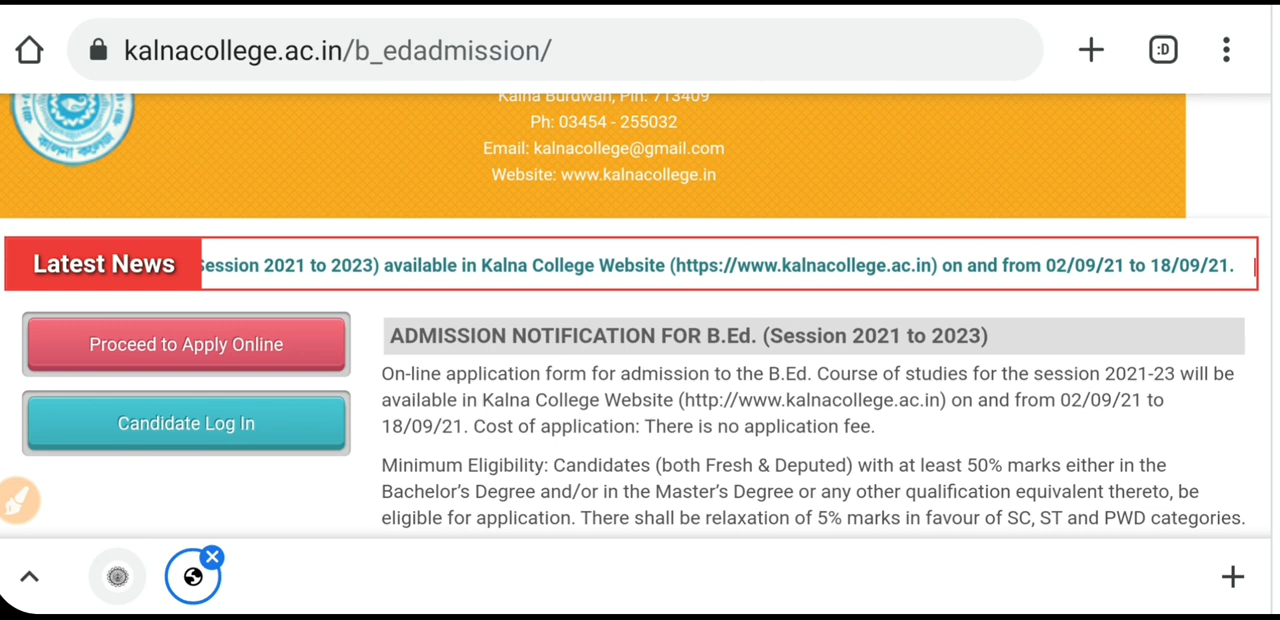 kalnacollege.ac.in/b_edadmission/
:D
Kalna Burdwan, Pin: 713409
Ph: 03454 - 255032
Email: kalnacollege@gmail.com
Website: www.kalnacollege.in
কালনা কলেজ
Latest News
Session 2021 to 2023) available in Kalna College Website (https://www.kalnacollege.ac.in) on and from 02/09/21 to 18/09/21.
Proceed to Apply Online
Candidate Log In
ADMISSION NOTIFICATION FOR B.Ed. (Session 2021 to 2023)
On-line application form for admission to the B.Ed. Course of studies for the session 2021-23 will be
available in Kalna College Website (http://www.kalnacollege.ac.in) on and from 02/09/21 to
18/09/21. Cost of application: There is no application fee.
Minimum Eligibility: Candidates (both Fresh & Deputed) with at least 50% marks either in the
Bachelor’s Degree and/or in the Master’s Degree or any other qualification equivalent thereto, be
eligible for application. There shall be relaxation of 5% marks in favour of SC, ST and PWD categories.